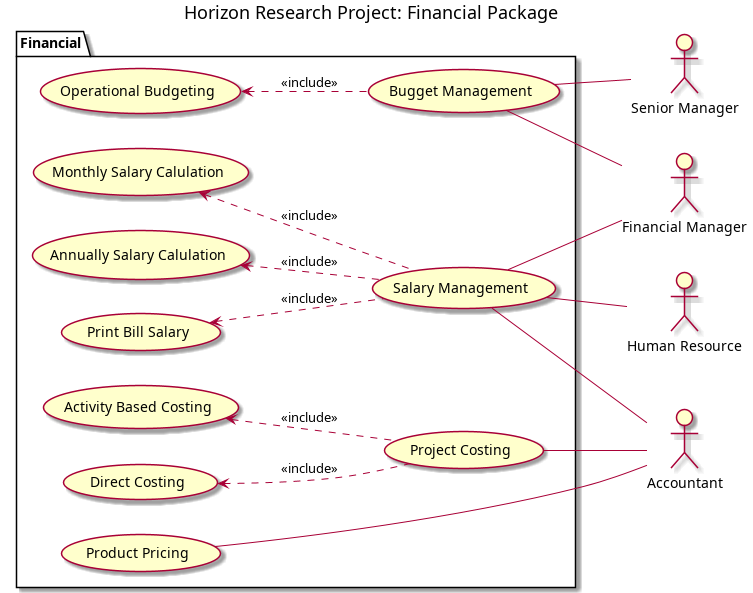 Horizon Research Project: Financial Package
Financial
Operational Budgeting
«include»
Bugget Management
Senior Manager
Monthly Salary Calulation
«include»
Financial Manager
Annually Salary Calulation
«include»
Salary Management
Print Bill Salary
«include»
Human Resource
Activity Based Costing
«include»
Project Costing
Direct Costing
«include»
Accountant
Product Pricing